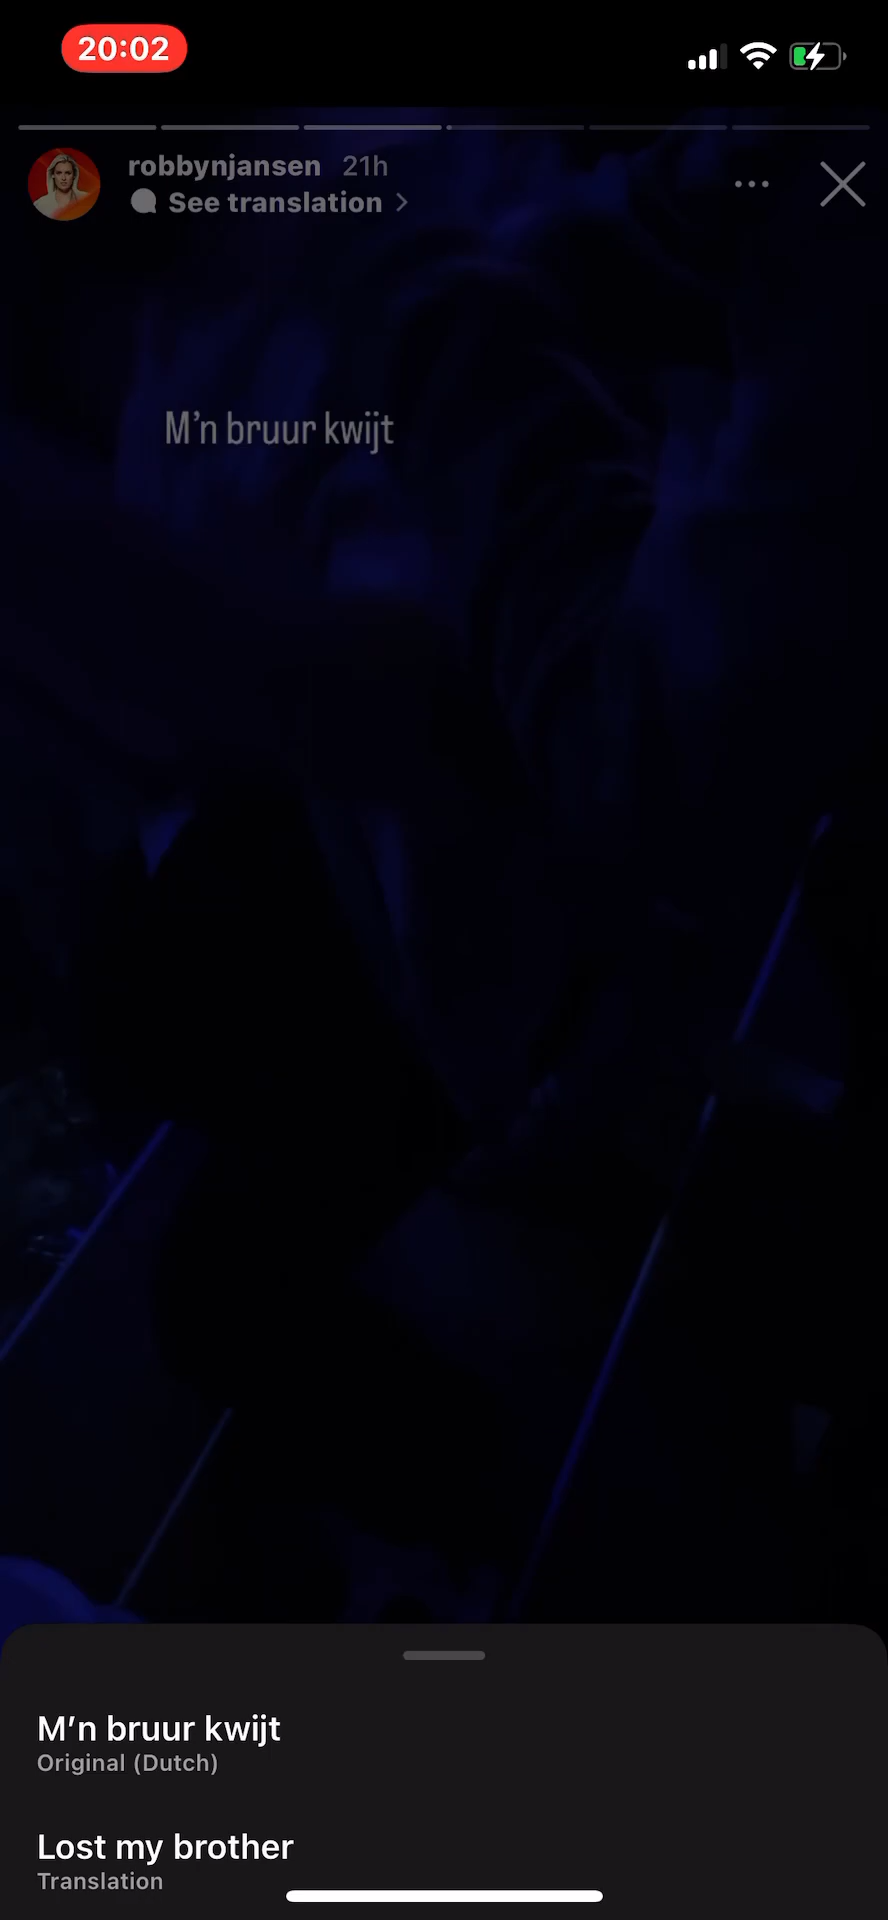 20:02
robbynjansen 21h
See translation
M’n bruur kwijt
M’n bruur kwijt
Original (Dutch)
Lost my brother
Translation